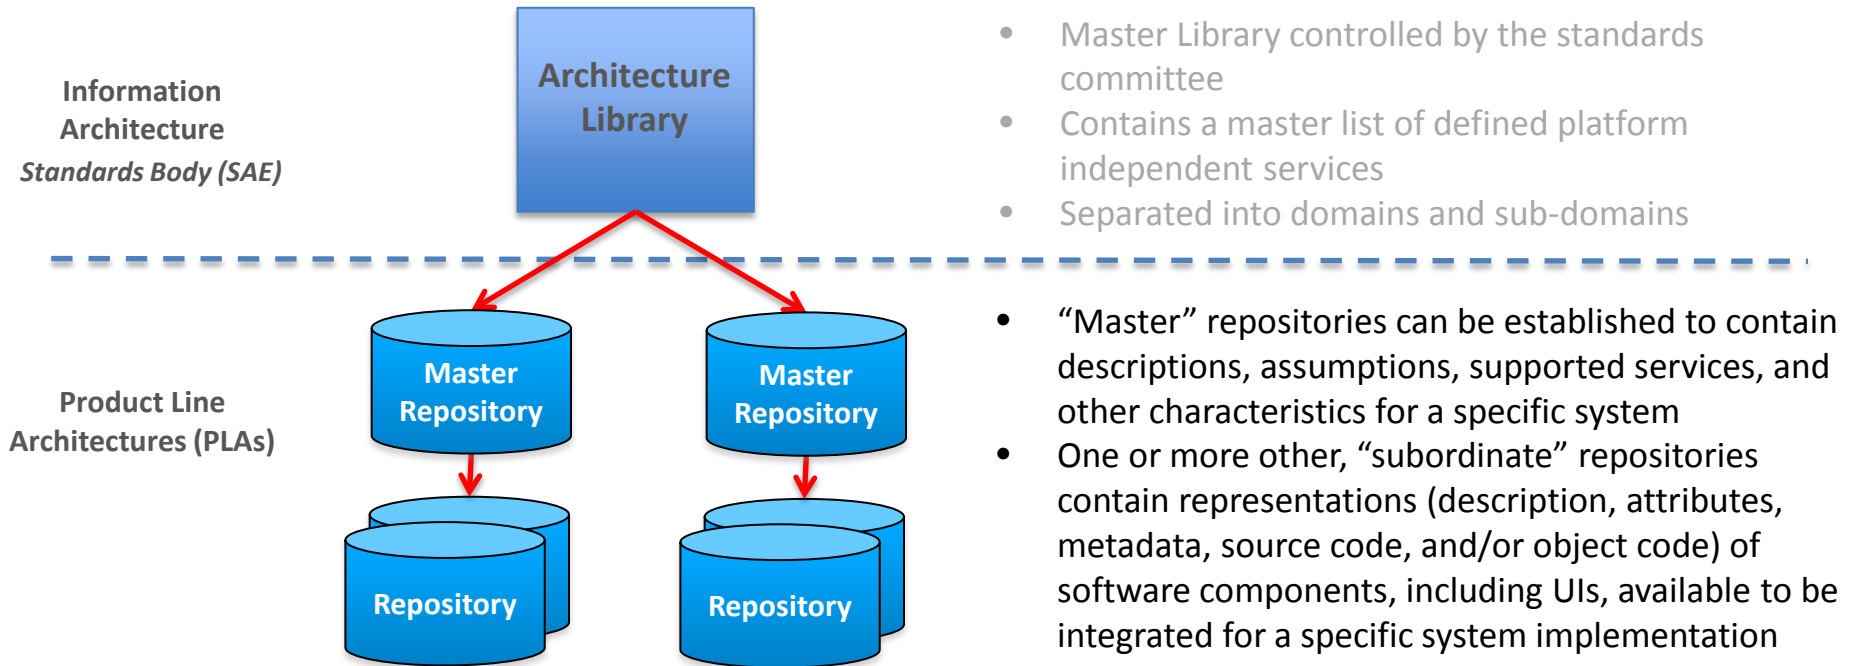 Information
Architecture
Standards Body (SAE)
Architecture
Library
• Master Library controlled by the standards
committee
• Contains a master list of defined platform
independent services
• Separated into domains and sub-domains
Product Line
Architectures (PLAs)
Master
Repository
Master
Repository
Repository
Repository
• “Master” repositories can be established to contain
descriptions, assumptions, supported services, and
other characteristics for a specific system
• One or more other, “subordinate” repositories
contain representations (description, attributes,
metadata, source code, and/or object code) of
software components, including UIs, available to be
integrated for a specific system implementation